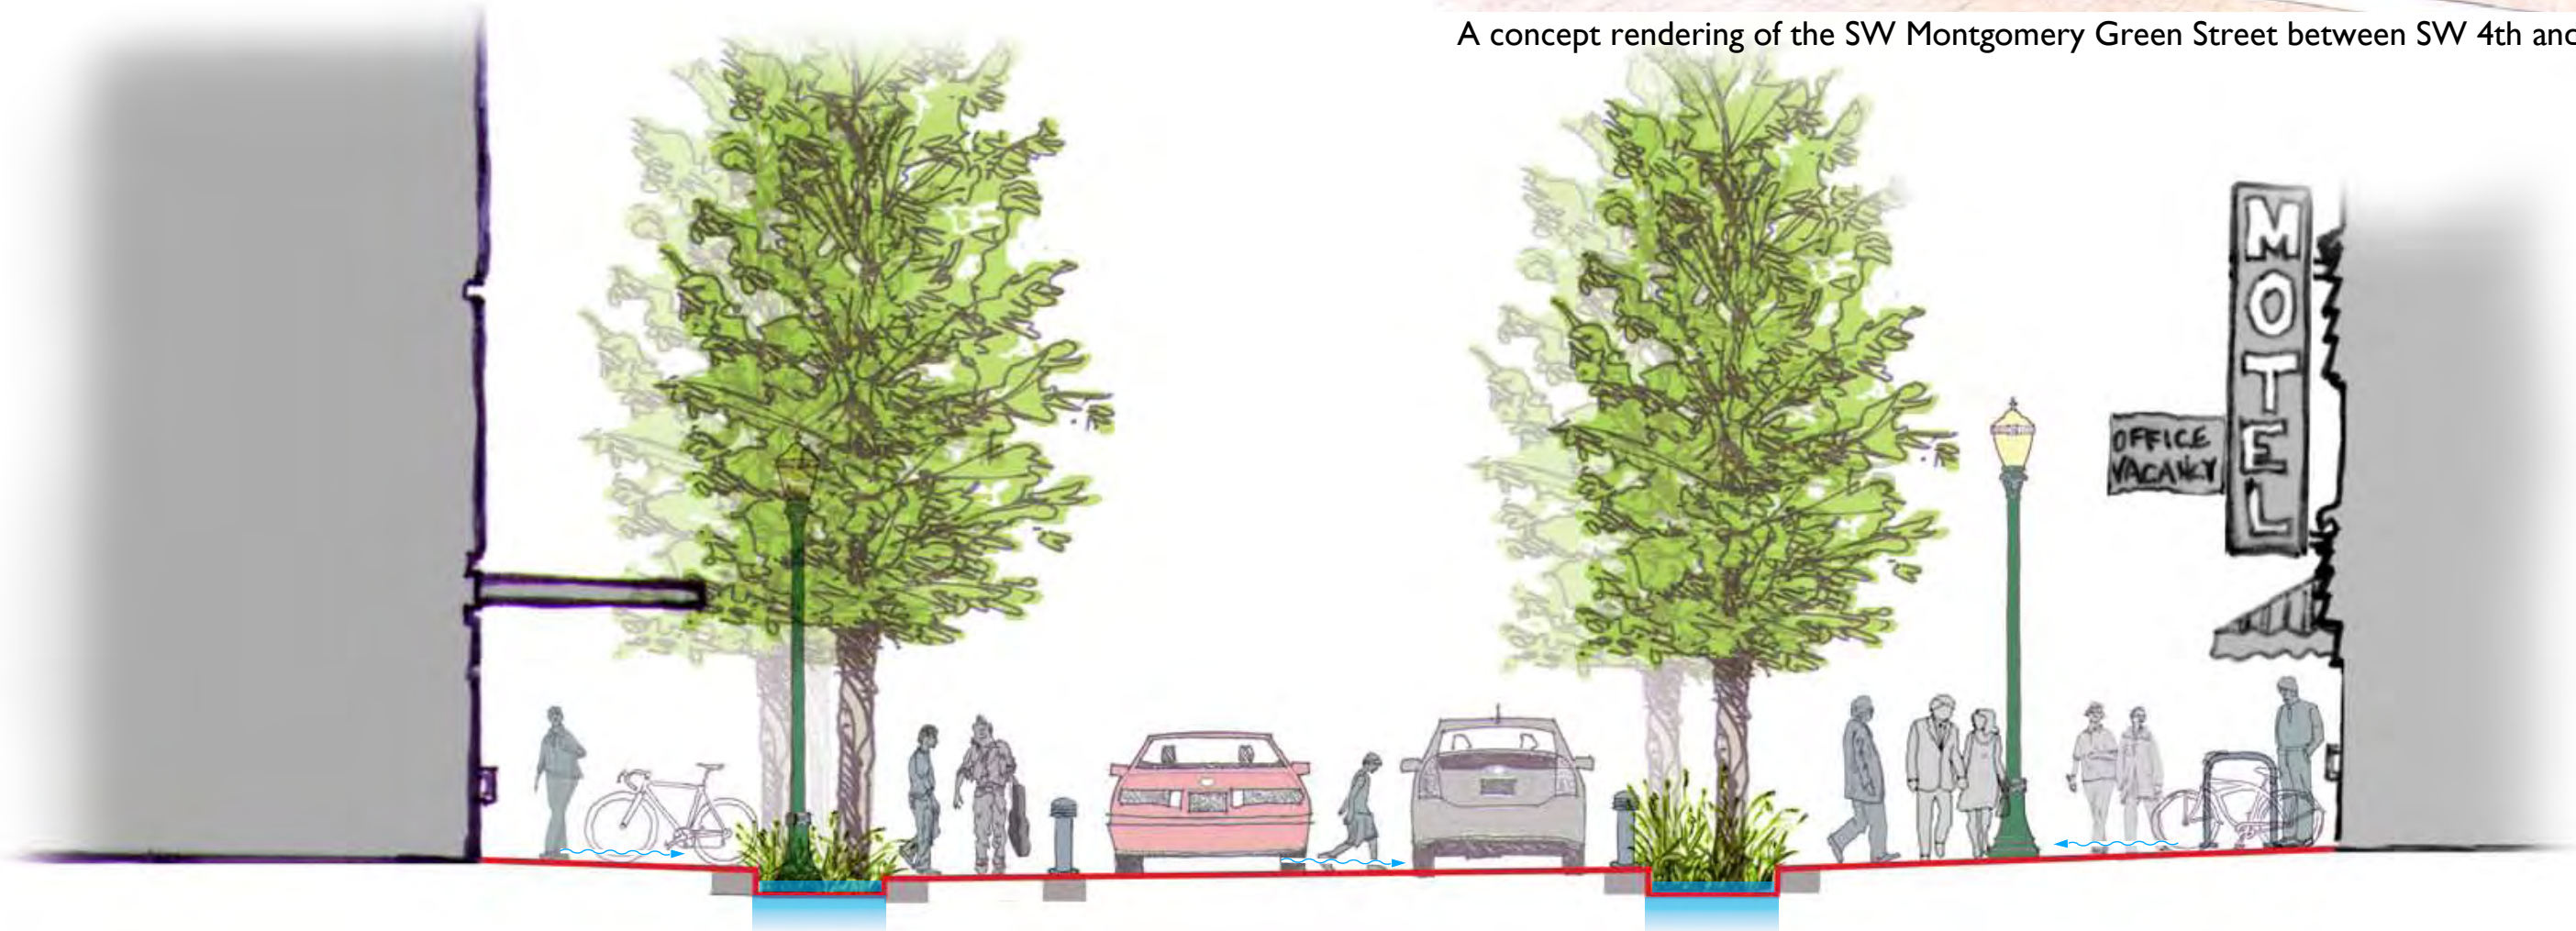 A concept rendering of the SW Montgomery Green Street between SW 4th and
MOTEL
OFFICE
VACANCY